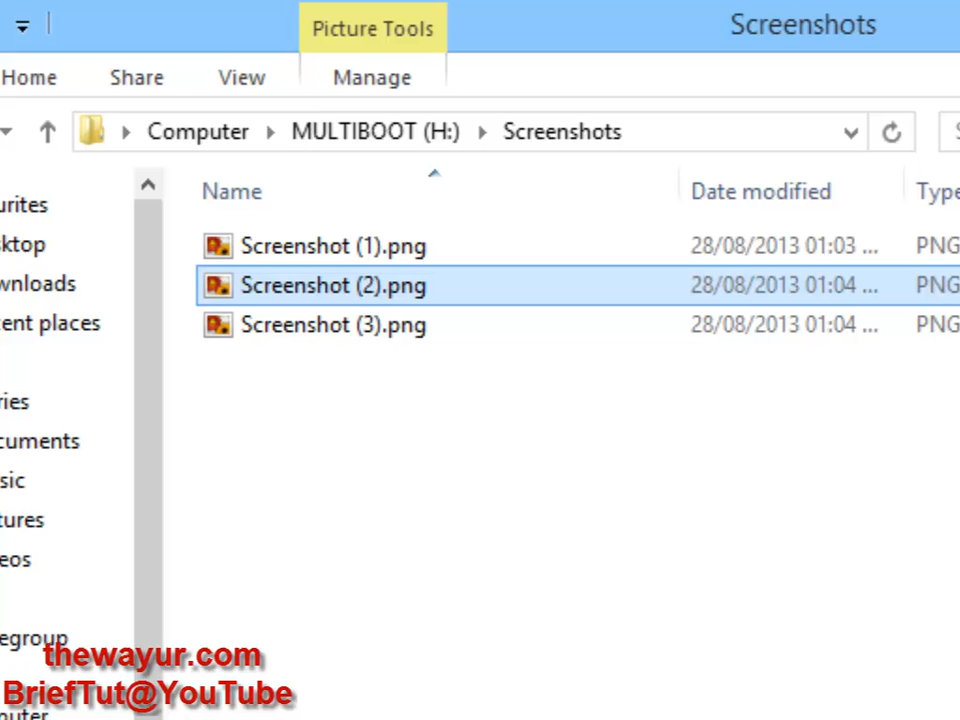 Picture Tools
Screenshots
Home Share View Manage
Computer MULTIBOOT (H:) Screenshots
Name Date modified Type
urites
ktop
wnloads
ent places
ries
cuments
sic
tures
eos
egroup
Screenshot (1).png 28/08/2013 01:03 ... PNG
Screenshot (2).png 28/08/2013 01:04 ... PNG
Screenshot (3).png 28/08/2013 01:04 ... PNG
thewayur.com
BriefTut@YouTube